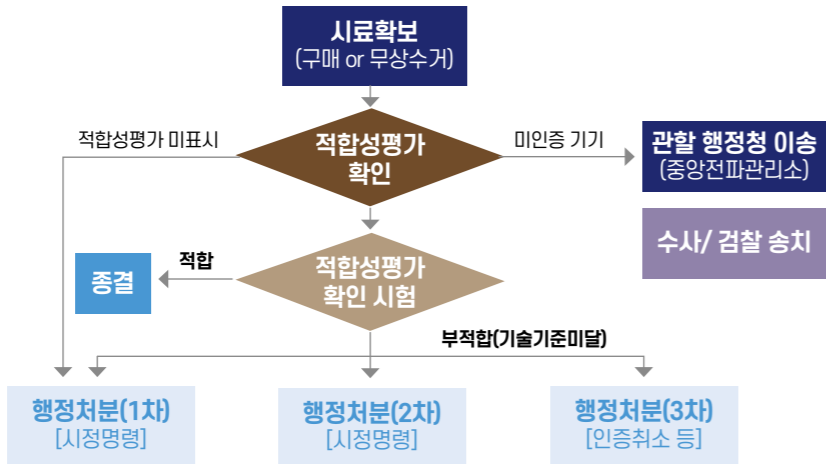 시료확보
(구매 or 무상수거)
적합성평가 미표시
적합성평가
확인
미인증 기기
관할 행정청 이송
(중앙전파관리소)
수사/ 검찰 송치
종결
적합
적합성평가
확인 시험
부적합(기술기준미달)
행정처분(1차)
[시정명령]
행정처분(2차)
[시정명령]
행정처분(3차)
[인증취소 등]